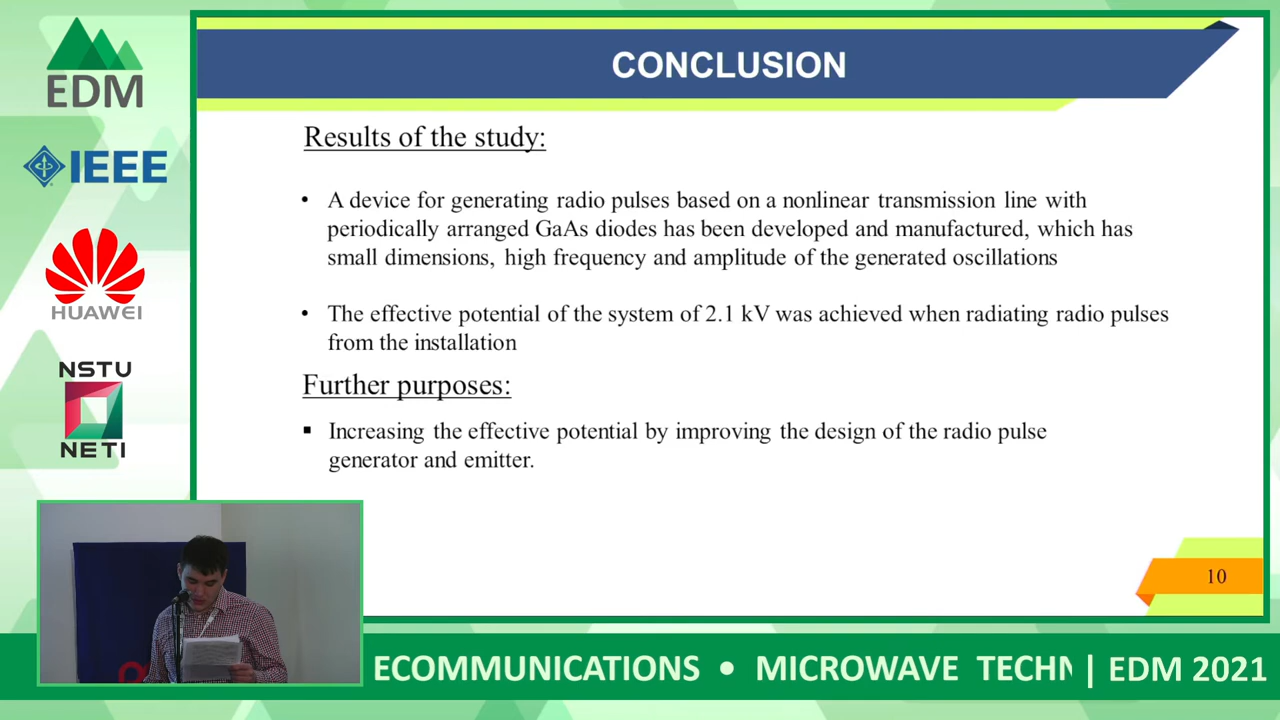 EDM
IEEE
HUAWEI
NSTU
NETI
CONCLUSION
Results of the study:
• A device for generating radio pulses based on a nonlinear transmission line with
periodically arranged GaAs diodes has been developed and manufactured, which has
small dimensions, high frequency and amplitude of the generated oscillations
• The effective potential of the system of 2.1 kV was achieved when radiating radio pulses
from the installation
Further purposes:
▪ Increasing the effective potential by improving the design of the radio pulse
generator and emitter.
10
ECOMMUNICATIONS • MICROWAVE TECHN | EDM 2021